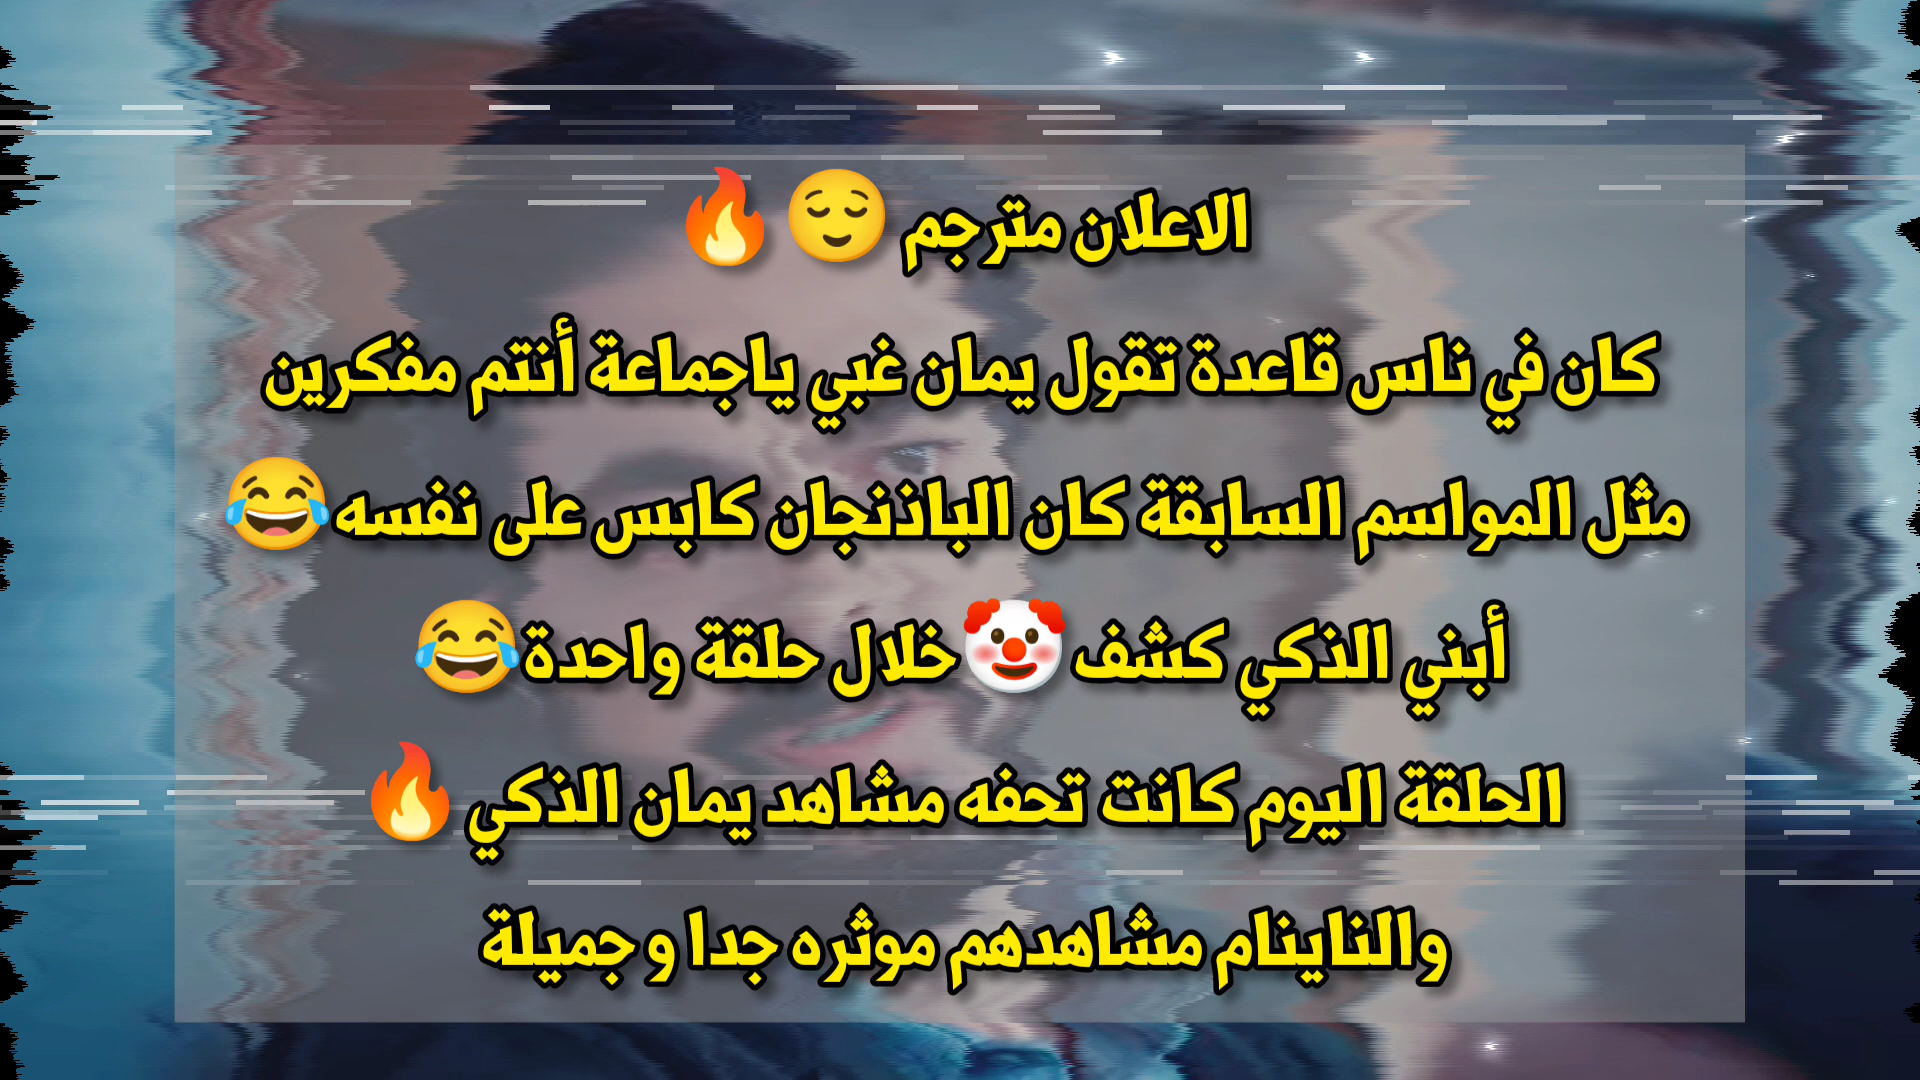 الاعلان مترجم 😌🔥
كان في ناس قاعدة تقول يمان غبي ياجماعة أنتم مفكرين
مثل المواسم السابقة كان الباذنجان كابس على نفسه😂
أبني الذكي كشف 🤡خلال حلقة واحدة😂
الحلقة اليوم كانت تحفه مشاهد يمان الذكي 🔥
والناينام مشاهدهم موثره جدا و جميلة